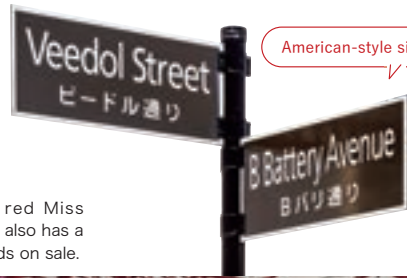 Veedol Street
ビードル通り
American-style si
B Battery Avenue
Bバリ通り
red Miss
also has a
ds on sale.